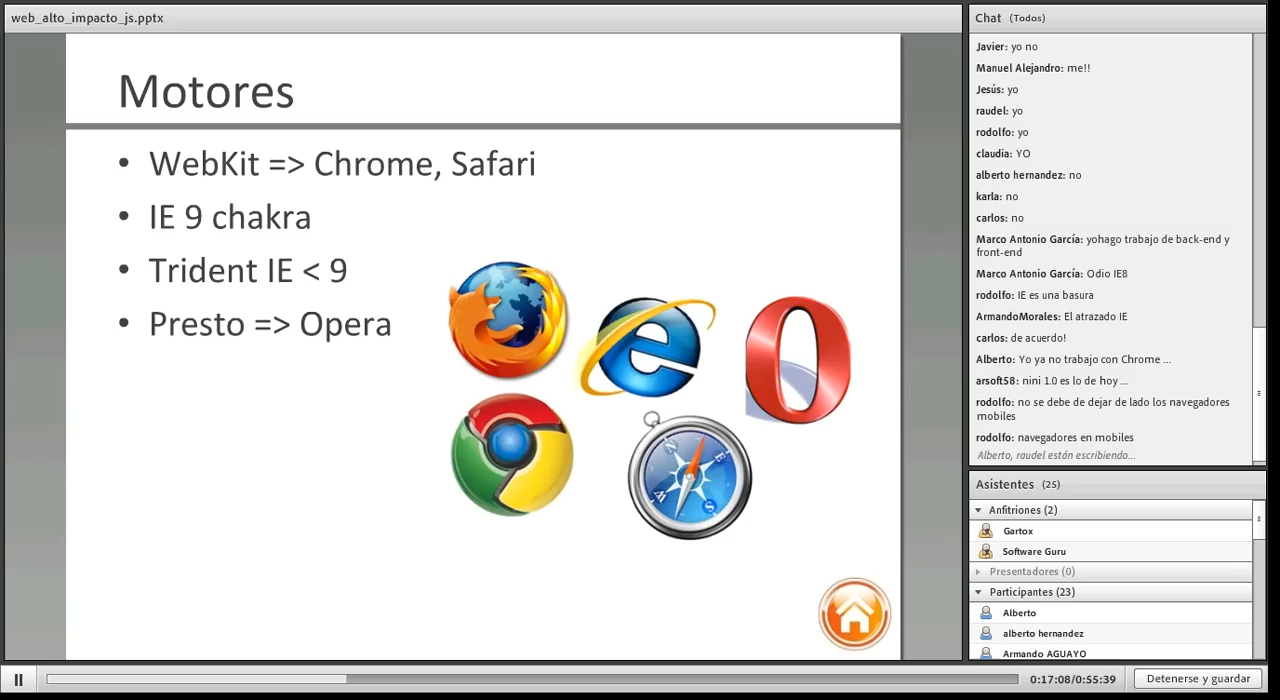 web_alto_impacto_js.pptx
Motores
• WebKit => Chrome, Safari
• IE 9 chakra
• Trident IE < 9
• Presto => Opera
N
E
W
S
Chat (Todos)
Javier: yo no
Manuel Alejandro: me!!
Jesús: yo
raudel: yo
rodolfo: yo
claudia: YO
alberto hernandez: no
karla: no
carlos: no
Marco Antonio García: yohago trabajo de back-end y
front-end
Marco Antonio García: Odio IE8
rodolfo: IE es una basura
ArmandoMorales: El atrazado IE
carlos: de acuerdo!
Alberto: Yo ya no trabajo con Chrome ...
arsoft58: nini 1.0 es lo de hoy ...
rodolfo: no se debe de dejar de lado los navegadores
mobiles
rodolfo: navegadores en mobiles
Alberto, raudel están escribiendo...
Asistentes (25)
Anfitriones (2)
Gartox
Software Guru
Presentadores (0)
Participantes (23)
Alberto
alberto hernandez
Armando AGUAYO
0:17:08/0:55:39
Detenerse y guardar